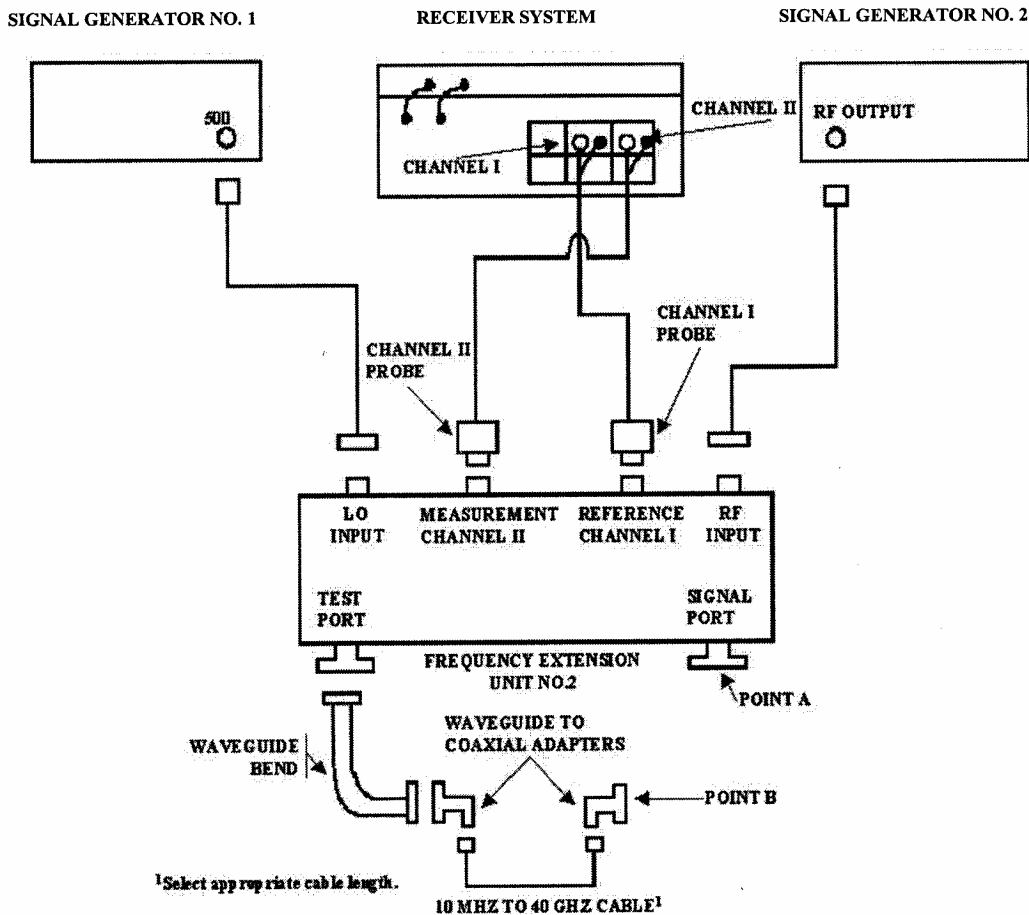 SIGNAL GENERATOR NO. 1
RECEIVER SYSTEM
SIGNAL GENERATOR NO. 2
50Ω
CHANNEL I
CHANNEL II
RF OUTPUT
CHANNEL II
PROBE
CHANNEL I
PROBE
LO
INPUT
MEASUREMENT
CHANNEL II
REFERENCE
CHANNEL I
RF
INPUT
TEST
PORT
SIGNAL
PORT
FREQUENCY EXTENSION
UNIT NO.2
POINT A
WAVEGUIDE
BEND
WAVEGUIDE TO
COAXIAL ADAPTERS
POINT B
¹Select appropriate cable length.
10 MHZ TO 40 GHZ CABLE¹